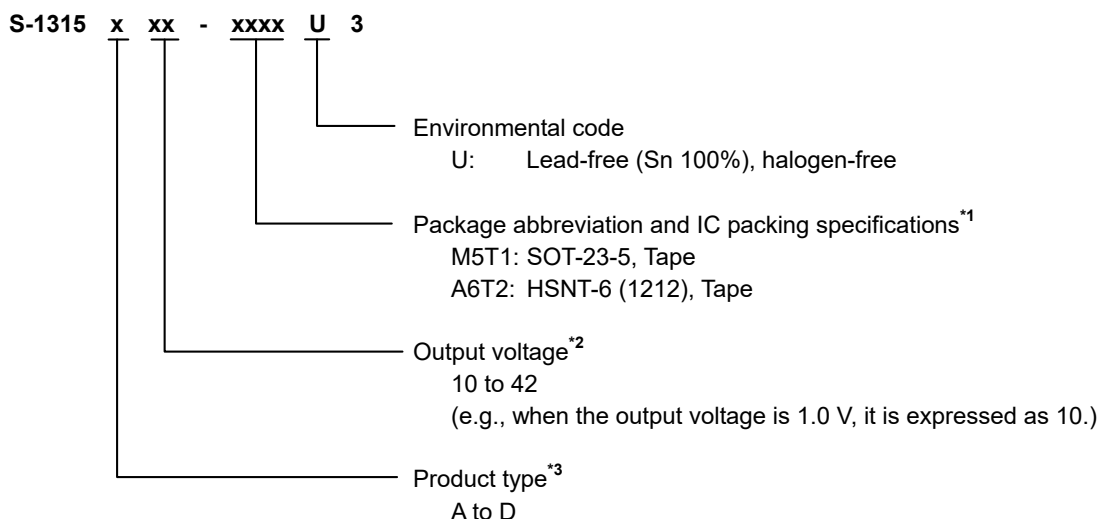 S-1315 x xx - xxxx U 3
Environmental code
U: Lead-free (Sn 100%), halogen-free
Package abbreviation and IC packing specifications*1
M5T1: SOT-23-5, Tape
A6T2: HSNT-6 (1212), Tape
Output voltage*2
10 to 42
(e.g., when the output voltage is 1.0 V, it is expressed as 10.)
Product type*3
A to D